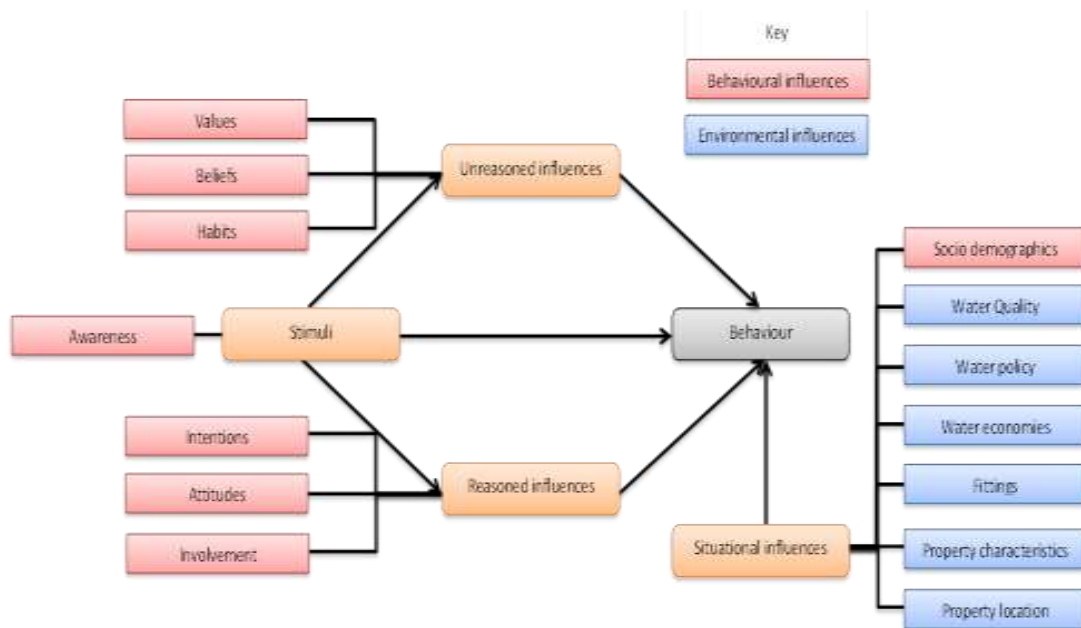 Key
Behavioural influences
Environmental influences
Values
Beliefs
Habits
Unreasoned influences
Awareness
Stimuli
Behaviour
Intentions
Attitudes
Involvement
Reasoned influences
Situational influences
Socio demographics
Water Quality
Water policy
Water economies
Fittings
Property characteristics
Property location